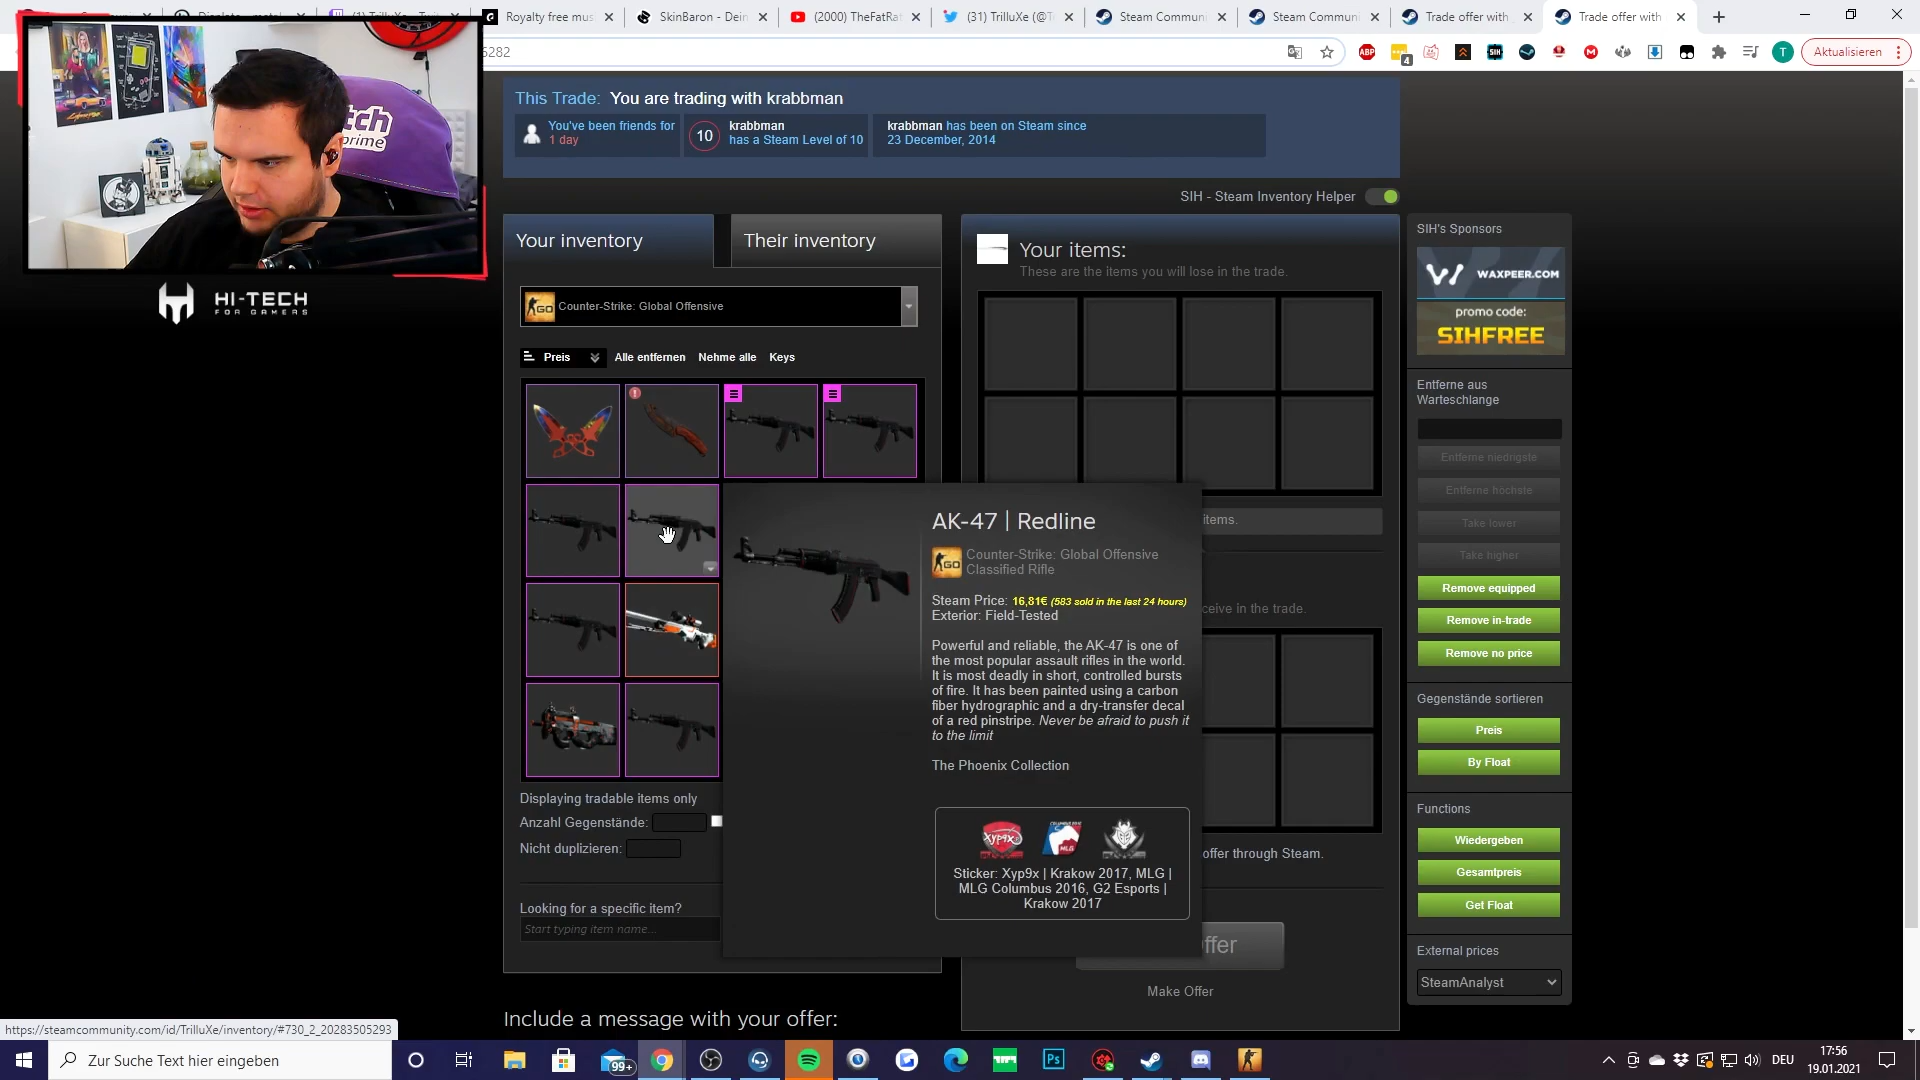 Royalty free mus
SkinBaron - Dein
(2000) TheFatRat
(31) TrilluXe (@T
Steam Commun
Steam Communi
Trade offer with
Trade offer with
6282
4
T
Aktualisieren
tch
prime
HI-TECH
FOR GAMERS
This Trade: You are trading with krabbman
You've been friends for
1 day
10
krabbman
has a Steam Level of 10
krabbman has been on Steam since
23 December, 2014
SIH - Steam Inventory Helper
Your inventory
Their inventory
Counter-Strike: Global Offensive
Preis
Alle entfernen
Nehme alle
Keys
Your items:
These are the items you will lose in the trade.
items.
ceive in the trade.
AK-47 | Redline
Counter-Strike: Global Offensive
Classified Rifle
Steam Price: 16,81€ (583 sold in the last 24 hours)
Exterior: Field-Tested
Powerful and reliable, the AK-47 is one of
the most popular assault rifles in the world.
It is most deadly in short, controlled bursts
of fire. It has been painted using a carbon
fiber hydrographic and a dry-transfer decal
of a red pinstripe. Never be afraid to push it
to the limit
The Phoenix Collection
Sticker: Xyp9x | Krakow 2017, MLG |
MLG Columbus 2016, G2 Esports |
Krakow 2017
Displaying tradable items only
Anzahl Gegenstände:
Nicht duplizieren:
Looking for a specific item?
Start typing item name...
offer through Steam.
ffer
Make Offer
Include a message with your offer:
SIH's Sponsors
WAXPEER.COM
promo code:
SIHFREE
Entferne aus
Warteschlange
Entferne niedrigste
Entferne höchste
Take lower
Take higher
Remove equipped
Remove in-trade
Remove no price
Gegenstände sortieren
Preis
By Float
Functions
Wiedergeben
Gesamtpreis
Get Float
External prices
SteamAnalyst
https://steamcommunity.com/id/TrilluXe/inventory/#730_2_20283505293
Zur Suche Text hier eingeben
99+
DEU
17:56
19.01.2021